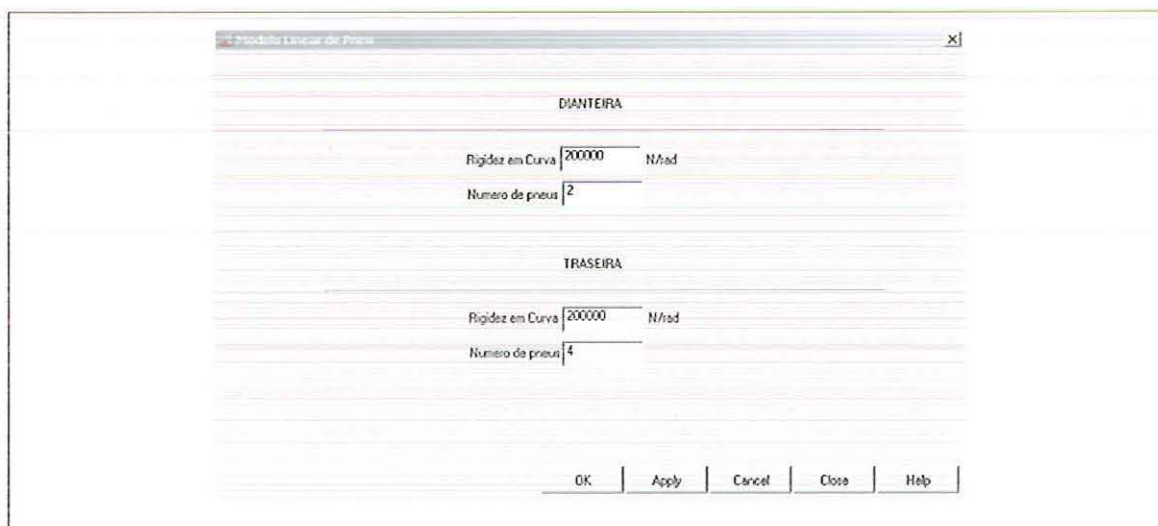 Modelo Linear de Pneu
DIANTEIRA
Rigidez em Curva 200000 N/rad
Numero de pneus 2
TRASEIRA
Rigidez em Curva 200000 N/rad
Numero de pneus 4
OK Apply Cancel Close Help